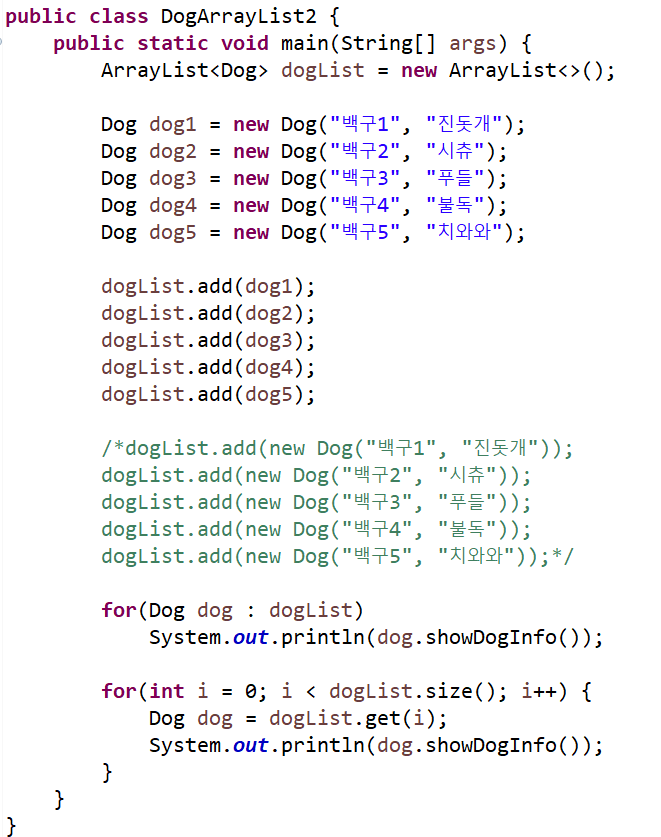 public class DogArrayList2 {
public static void main(String[] args) {
ArrayList<Dog> dogList = new ArrayList<>();
Dog dog1 = new Dog("백구1", "진돗개");
Dog dog2 = new Dog("백구2", "시츄");
Dog dog3 = new Dog("백구3", "푸들");
Dog dog4 = new Dog("백구4", "불독");
Dog dog5 = new Dog("백구5", "치와와");
dogList.add(dog1);
dogList.add(dog2);
dogList.add(dog3);
dogList.add(dog4);
dogList.add(dog5);
/*dogList.add(new Dog("백구1", "진돗개"));
dogList.add(new Dog("백구2", "시츄"));
dogList.add(new Dog("백구3", "푸들"));
dogList.add(new Dog("백구4", "불독"));
dogList.add(new Dog("백구5", "치와와"));*/
for(Dog dog : dogList)
System.out.println(dog.showDogInfo());
for(int i = 0; i < dogList.size(); i++) {
Dog dog = dogList.get(i);
System.out.println(dog.showDogInfo());
}
}
}